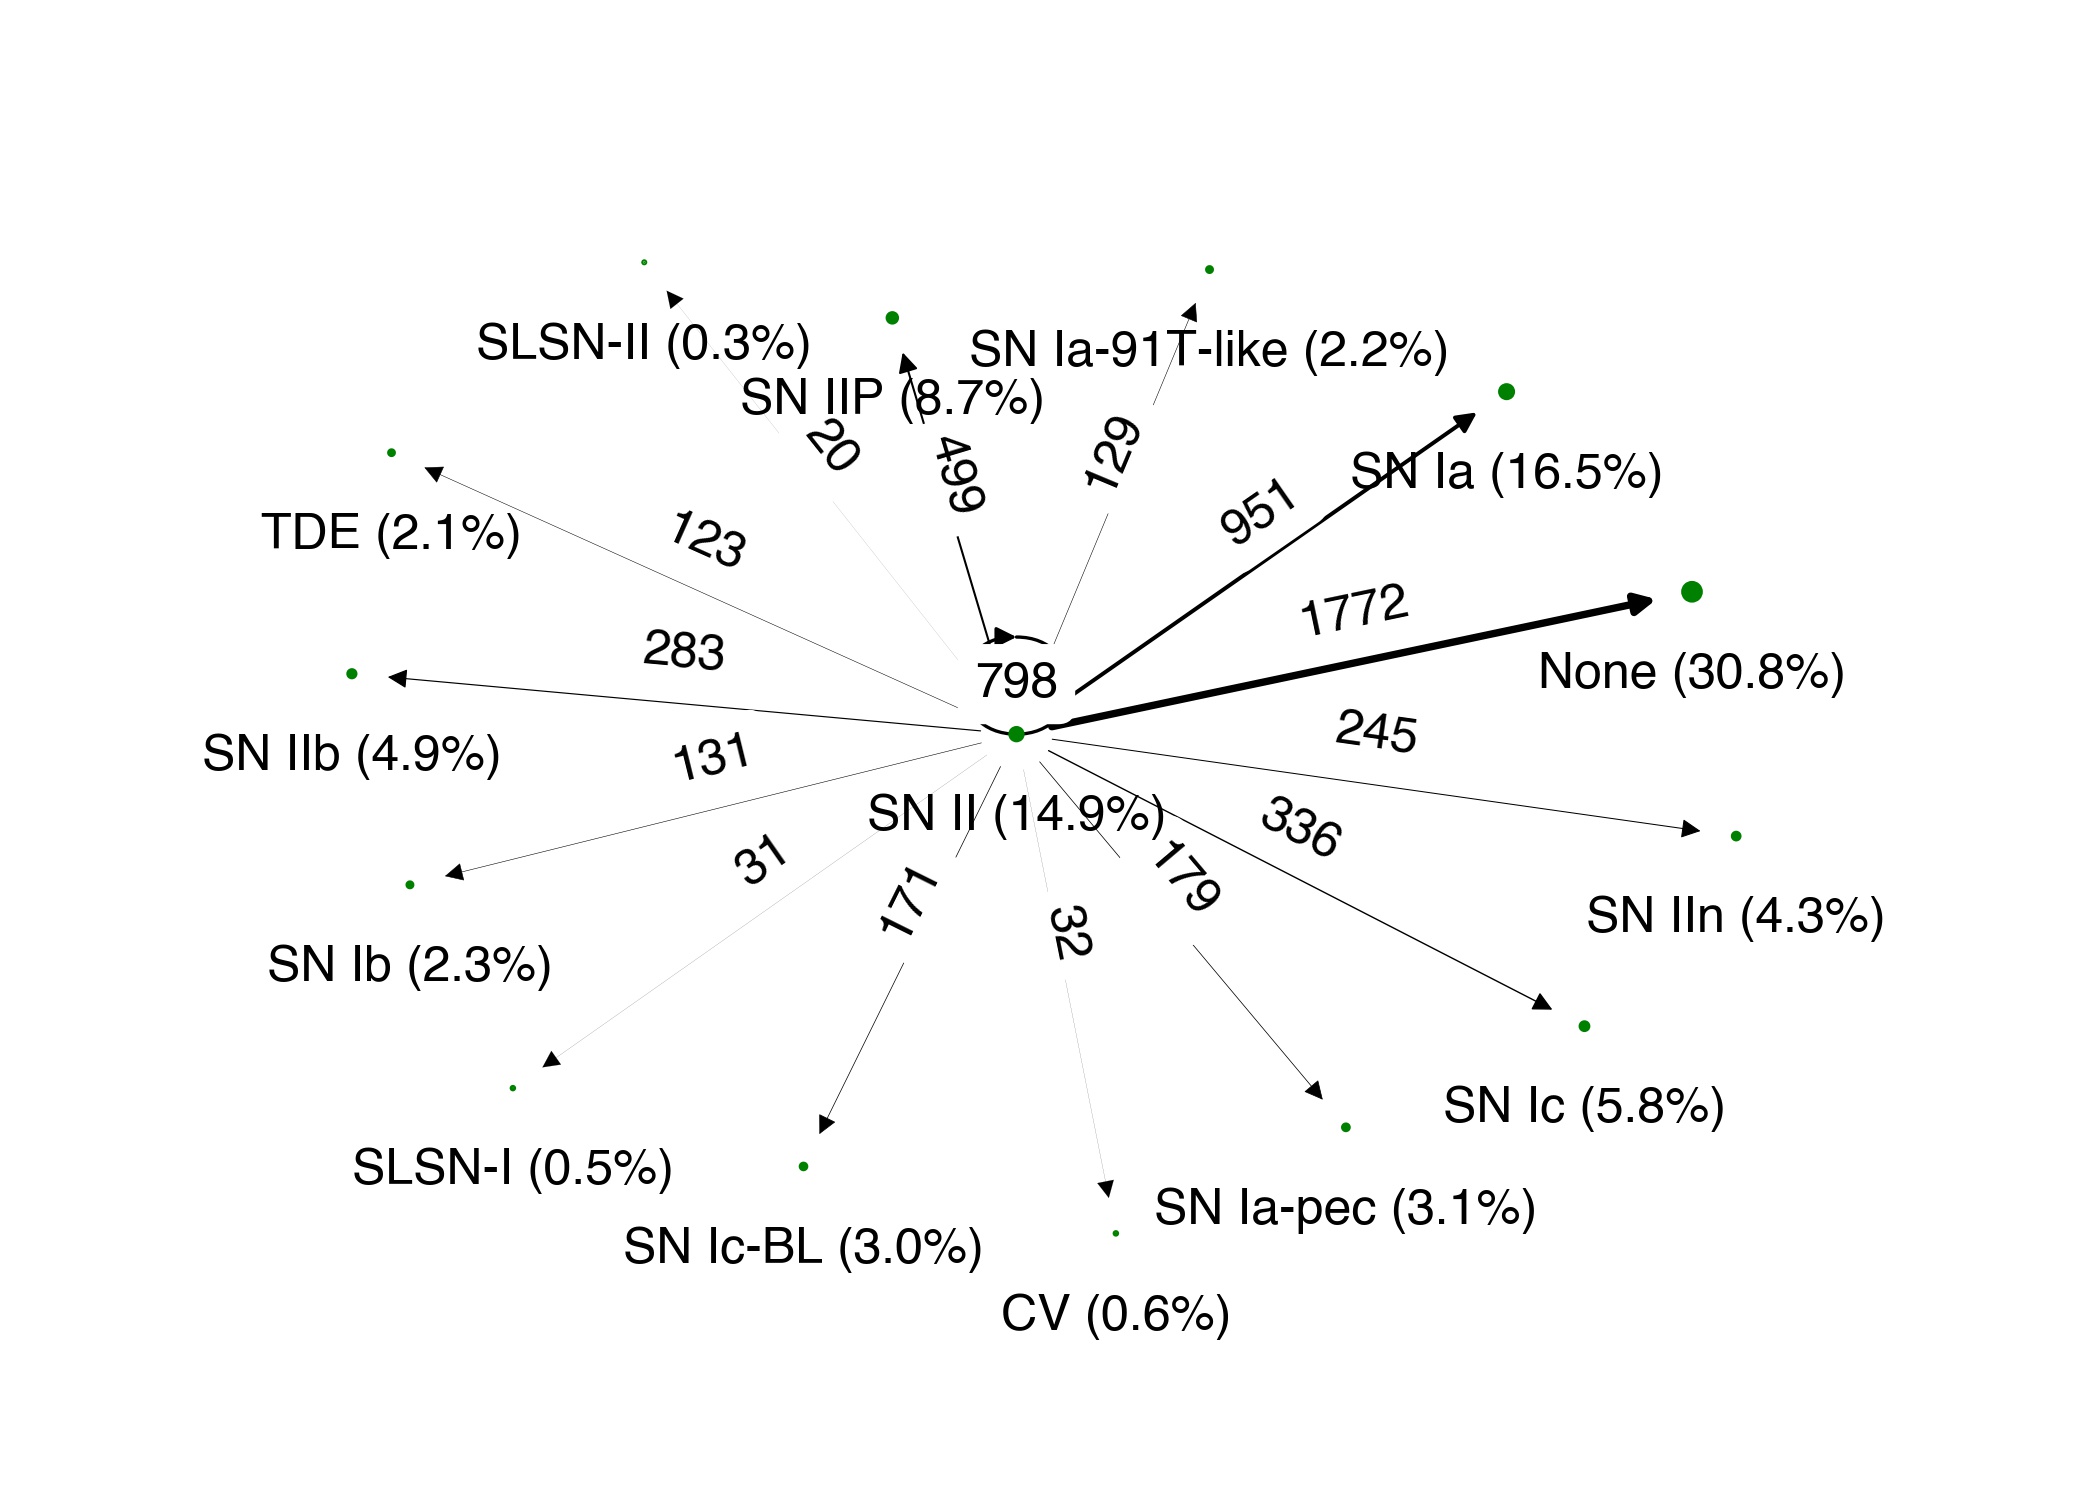 SLSN-II (0.3%)
SN Ia-91T-like (2.2%)
SN IIP (8.7%)
20
499
129
951
SN Ia (16.5%)
TDE (2.1%)
123
1772
283
798
None (30.8%)
SN IIb (4.9%)
131
245
SN II (14.9%)
336
31
171
179
32
SN IIn (4.3%)
SN Ib (2.3%)
SN Ic (5.8%)
SLSN-I (0.5%)
SN Ia-pec (3.1%)
SN Ic-BL (3.0%)
CV (0.6%)